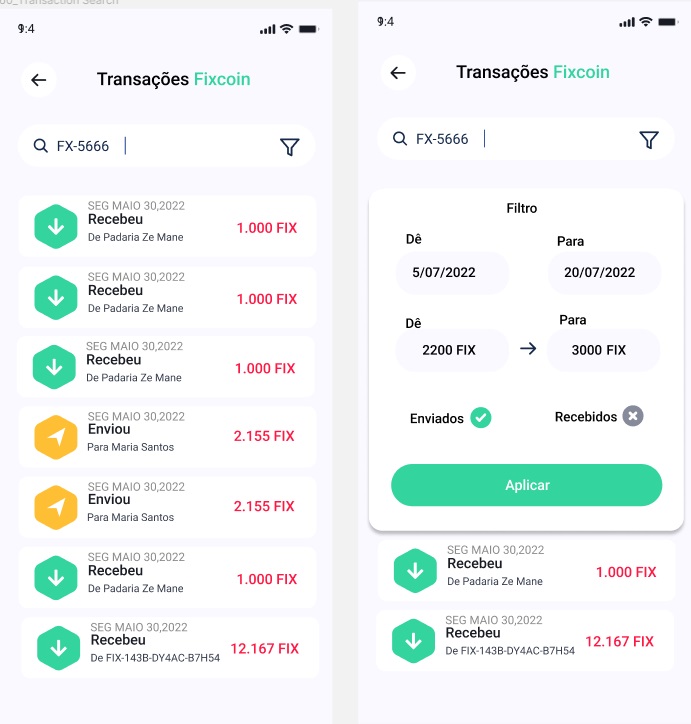 00_Transaction Search
9:4
Transações Fixcoin
FX-5666
SEG MAIO 30,2022
Recebeu
De Padaria Ze Mane
1.000 FIX
SEG MAIO 30,2022
Recebeu
De Padaria Ze Mane
1.000 FIX
SEG MAIO 30,2022
Recebeu
De Padaria Ze Mane
1.000 FIX
SEG MAIO 30,2022
Enviou
Para Maria Santos
2.155 FIX
SEG MAIO 30,2022
Enviou
Para Maria Santos
2.155 FIX
SEG MAIO 30,2022
Recebeu
De Padaria Ze Mane
1.000 FIX
SEG MAIO 30,2022
Recebeu
De FIX-143B-DY4AC-B7H54
12.167 FIX
9:4
Transações Fixcoin
FX-5666
Filtro
Dê
Para
5/07/2022
20/07/2022
Dê
Para
2200 FIX
3000 FIX
Enviados
Recebidos
Aplicar
SEG MAIO 30,2022
Recebeu
De Padaria Ze Mane
1.000 FIX
SEG MAIO 30,2022
Recebeu
De FIX-143B-DY4AC-B7H54
12.167 FIX